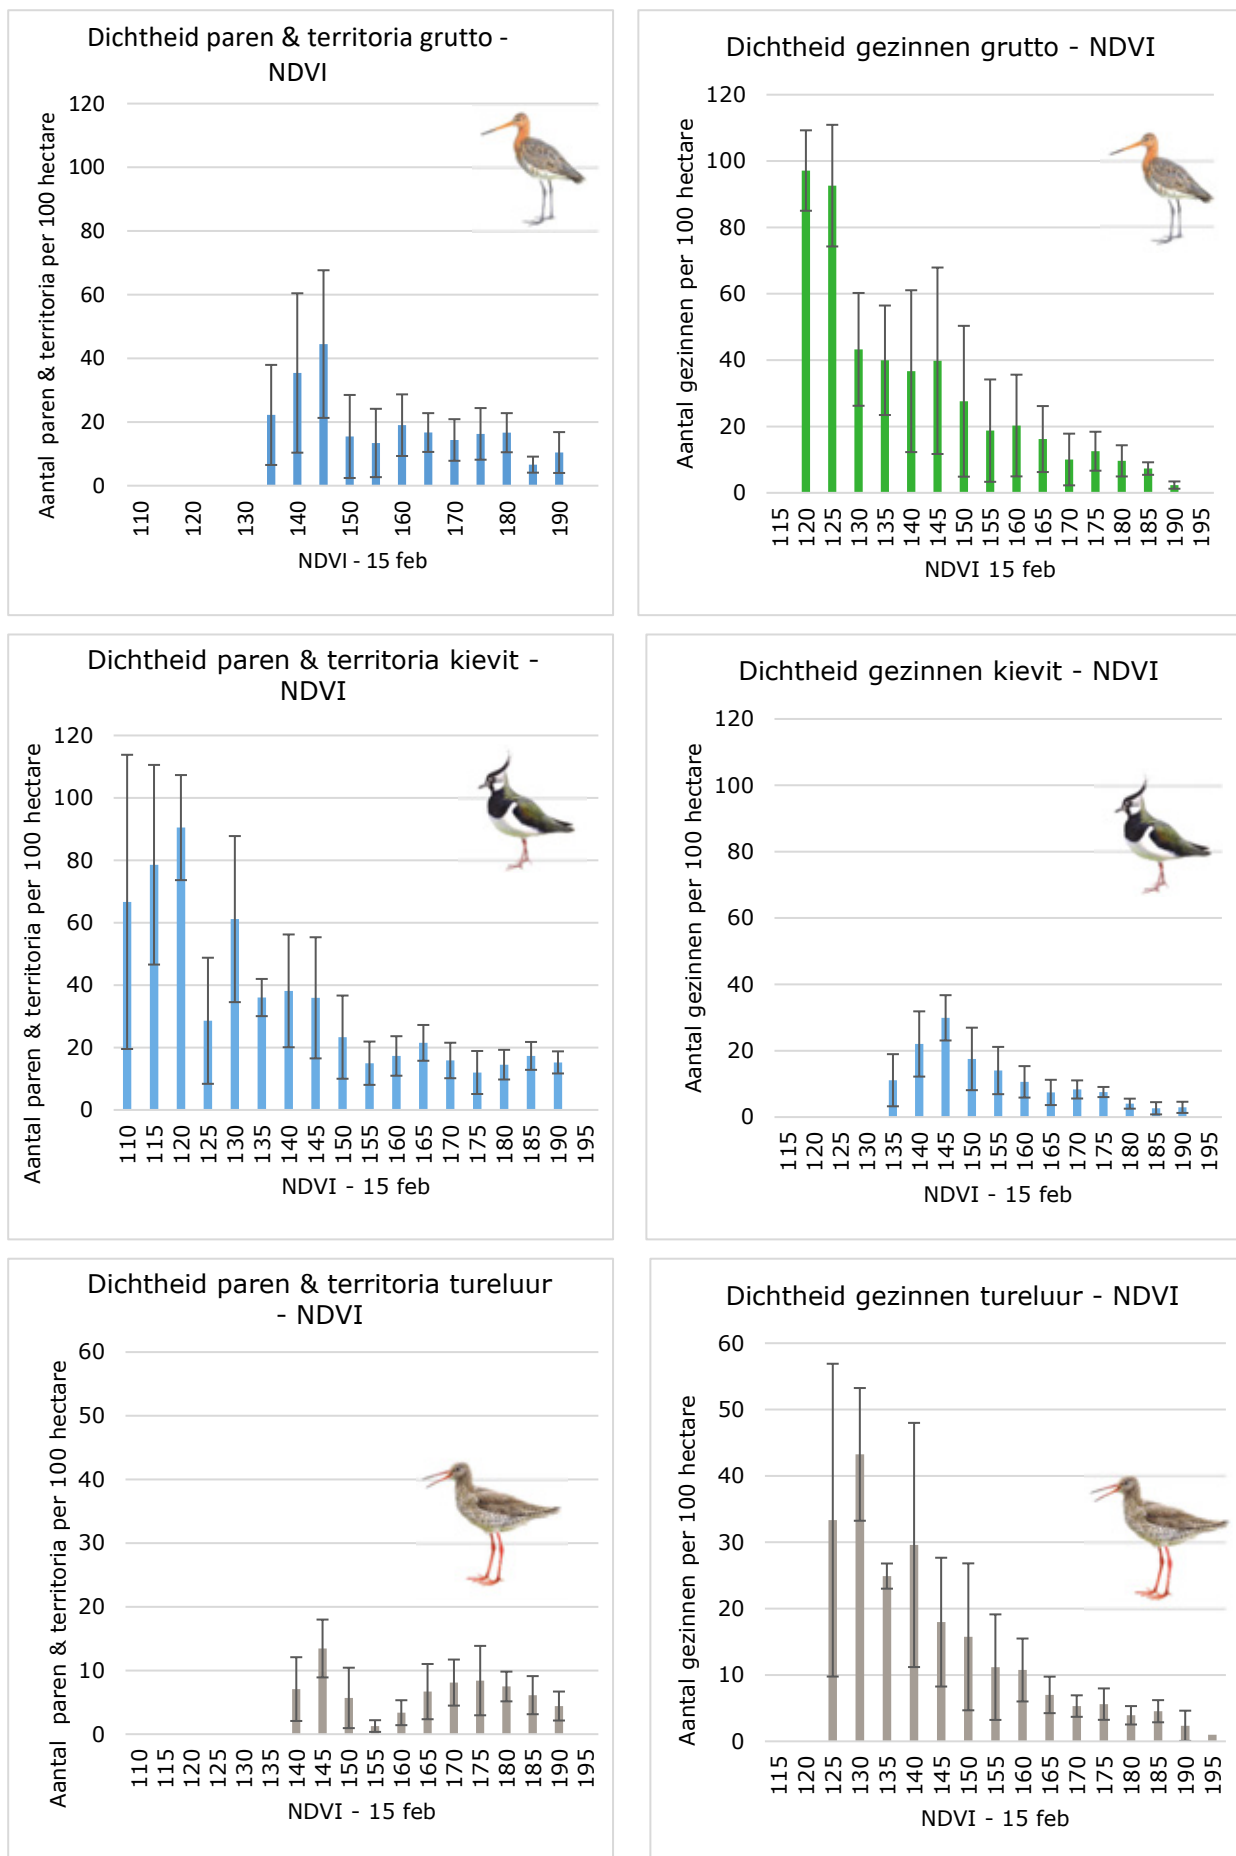 Dichtheid paren & territoria grutto -
NDVI
Aantal paren & territoria per 100 hectare
120
100
80
60
40
20
0
110 120 130 140 150 160 170 180 190
NDVI - 15 feb
Dichtheid gezinnen grutto - NDVI
Aantal gezinnen per 100 hectare
120
100
80
60
40
20
0
115 120 125 130 135 140 145 150 155 160 165 170 175 180 185 190 195
NDVI 15 feb
Dichtheid paren & territoria kievit -
NDVI
Aantal paren & territoria per 100 hectare
120
100
80
60
40
20
0
110 115 120 125 130 135 140 145 150 155 160 165 170 175 180 185 190 195
NDVI - 15 feb
Dichtheid gezinnen kievit - NDVI
Aantal gezinnen per 100 hectare
120
100
80
60
40
20
0
115 120 125 130 135 140 145 150 155 160 165 170 175 180 185 190 195
NDVI - 15 feb
Dichtheid paren & territoria tureluur
- NDVI
Aantal paren & territoria per 100 hectare
60
50
40
30
20
10
0
110 115 120 125 130 135 140 145 150 155 160 165 170 175 180 185 190 195
NDVI - 15 feb
Dichtheid gezinnen tureluur - NDVI
Aantal gezinnen per 100 hectare
60
50
40
30
20
10
0
115 120 125 130 135 140 145 150 155 160 165 170 175 180 185 190 195
NDVI - 15 feb